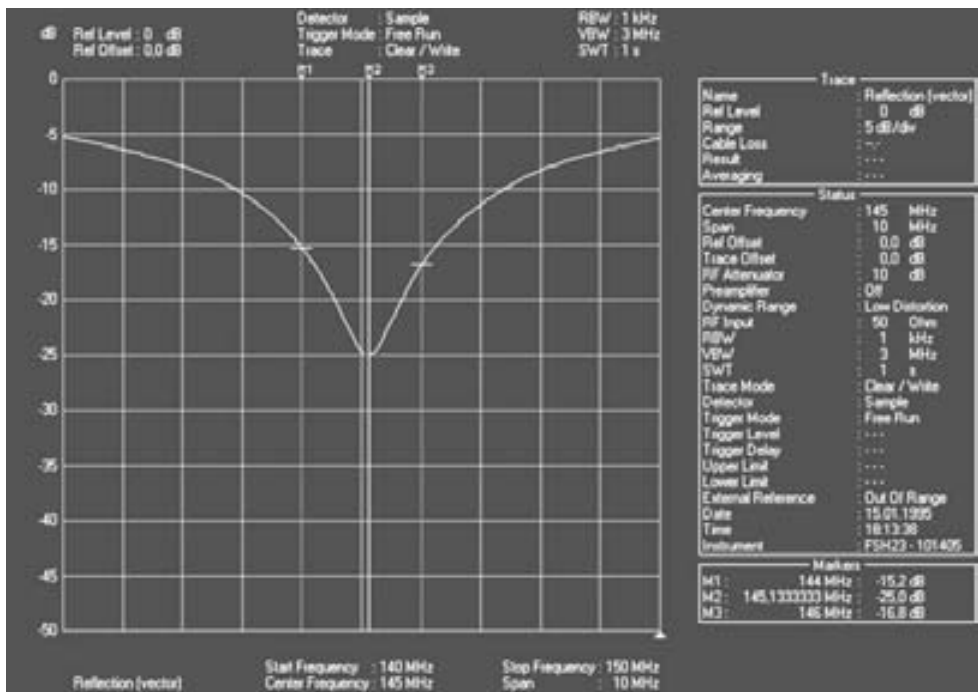 Detector : Sample
RBW : 1 kHz
dB Ref Level : 0 dB
Trigger Mode : Free Run
VBW : 3 MHz
Ref Offset : 0,0 dB
Trace : Clear / Write
SWT : 1 s
1 2 3
0
-5
-10
-15
-20
-25
-30
-35
-40
-45
-50
Start Frequency : 140 MHz
Stop Frequency : 150 MHz
Reflection (vector)
Center Frequency : 145 MHz
Span : 10 MHz
Trace
Name : Reflection (vector)
Ref Level : 0 dB
Range : 5 dB/div
Cable Loss : -.-
Result : - - -
Averaging : - - -
Status
Center Frequency : 145 MHz
Span : 10 MHz
Ref Offset : 0,0 dB
Trace Offset : 0,0 dB
RF Attenuator : 10 dB
Preamplifier : Off
Dynamic Range : Low Distortion
RF Input : 50 Ohm
RBW : 1 kHz
VBW : 3 MHz
SWT : 1 s
Trace Mode : Clear / Write
Detector : Sample
Trigger Mode : Free Run
Trigger Level : - - -
Trigger Delay : - - -
Upper Limit : - - -
Lower Limit : - - -
External Reference : Out Of Range
Date : 15.01.1995
Time : 18:13:38
Instrument : FSH23 - 101405
Markers
M1 : 144 MHz : -15,2 dB
M2 : 145,1333333 MHz : -25,0 dB
M3 : 146 MHz : -16,8 dB